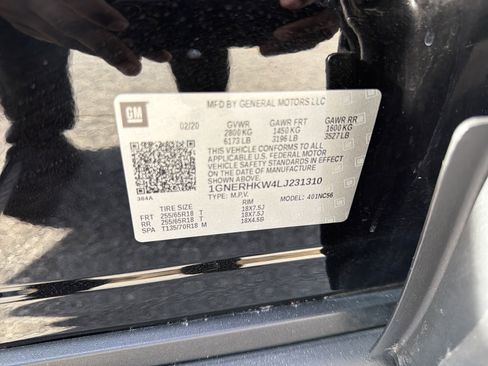 MFD BY GENERAL MOTORS LLC
GM
02/20 GVWR GAWR FRT GAWR RR
2800 KG 1450 KG 1600 KG
6173 LB 3196 LB 3527 LB
THIS VEHICLE CONFORMS TO ALL
APPLICABLE U.S. FEDERAL MOTOR
VEHICLE SAFETY STANDARDS
IN EFFECT ON THE DATE OF
MANUFACTURE SHOWN ABOVE.
1GNERHKW4LJ231310
384A
TYPE: M.P.V. MODEL: 401NC56
TIRE SIZE RIM
FRT 255/65R18 T 18X7.5J
RR 255/65R18 T 18X7.5J
SPA T135/70R18 M 18X4.5B